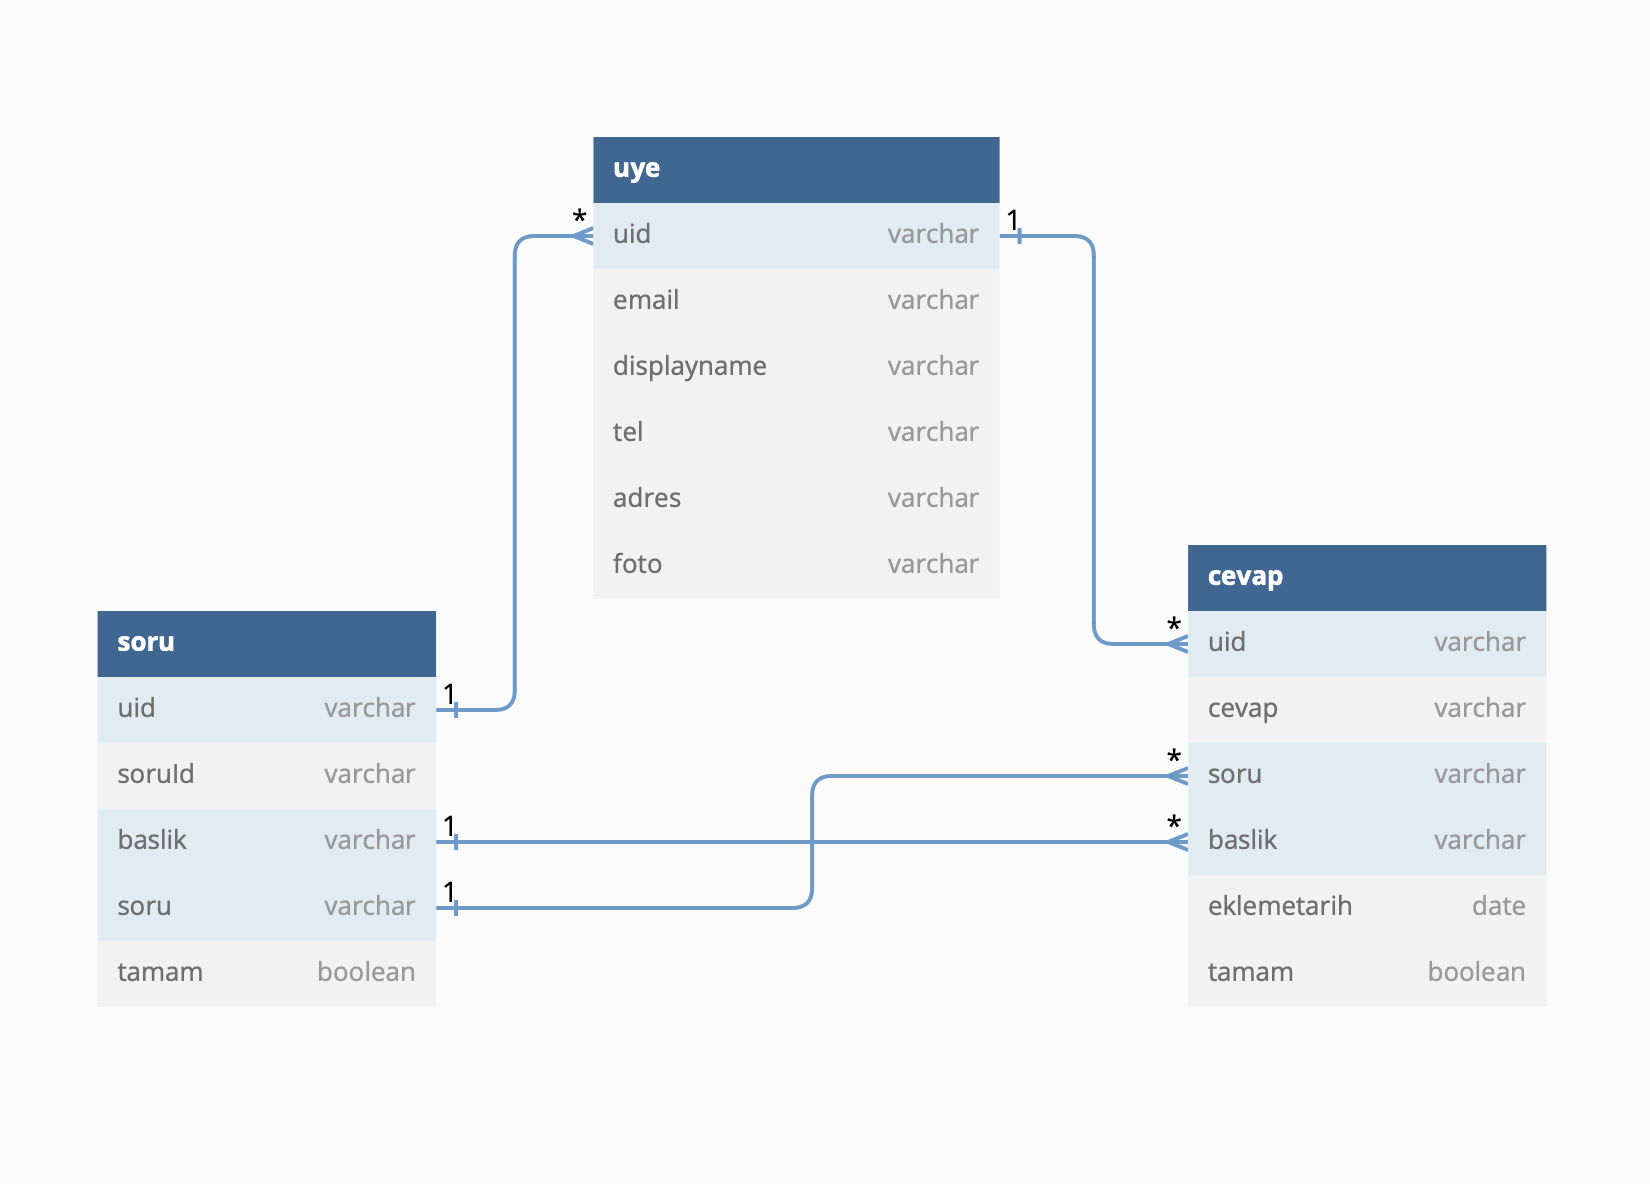 uye
* uid varchar 1
email varchar
displayname varchar
tel varchar
adres varchar
foto varchar
soru
uid varchar 1
soruId varchar
baslik varchar 1
soru varchar 1
tamam boolean
cevap
* uid varchar
cevap varchar
* soru varchar
* baslik varchar
eklemetarih date
tamam boolean